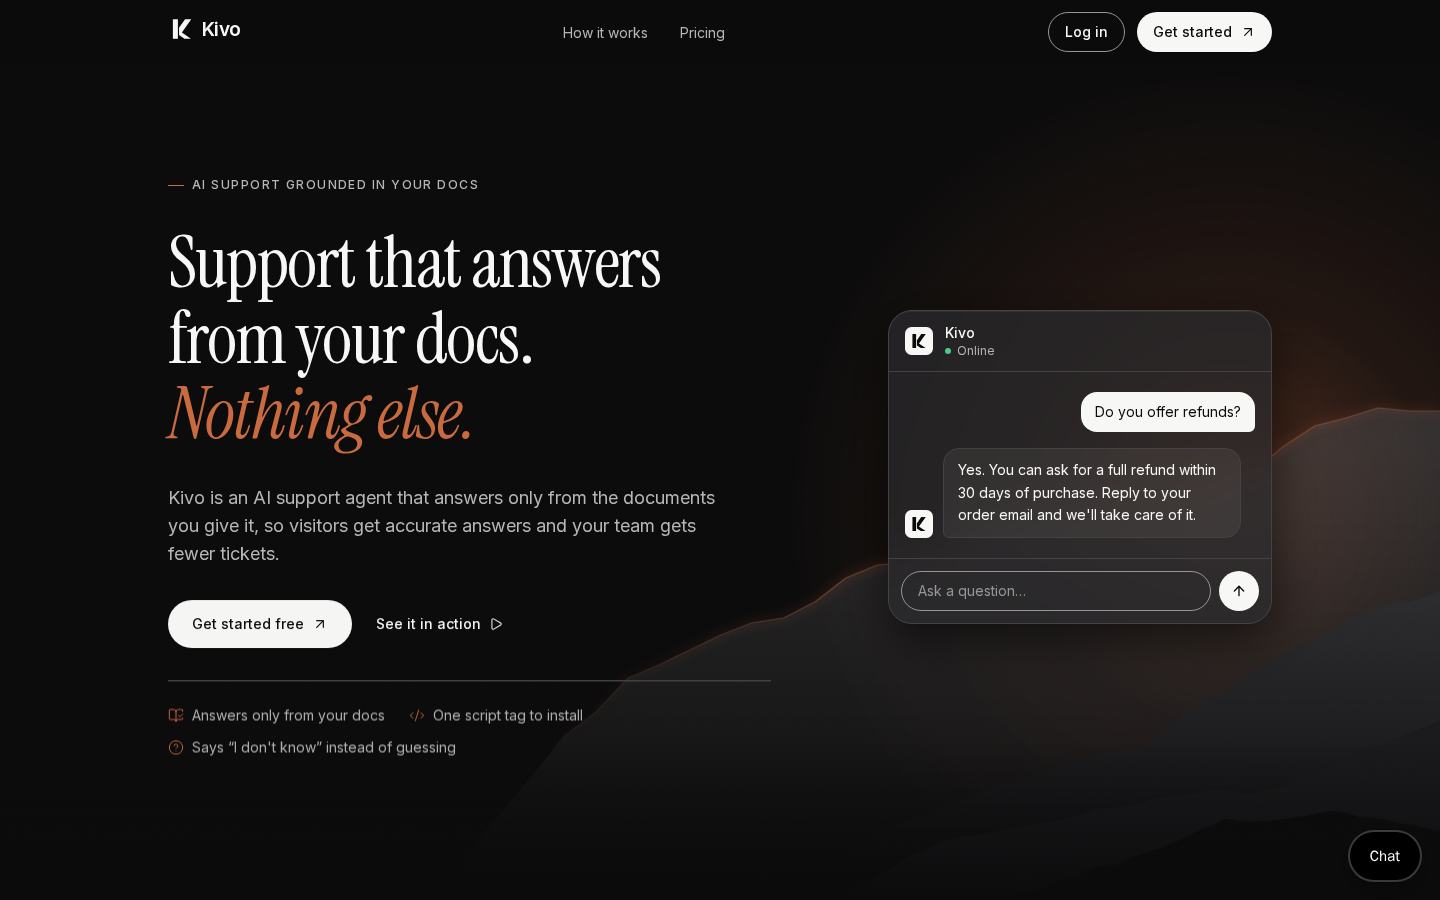 Kivo
How it works
Pricing
Log in
Get started
AI SUPPORT GROUNDED IN YOUR DOCS
Support that answers
from your docs.
Nothing else.
Kivo is an AI support agent that answers only from the documents
you give it, so visitors get accurate answers and your team gets
fewer tickets.
Get started free
See it in action
Answers only from your docs
One script tag to install
Says “I don't know” instead of guessing
Kivo
Online
Do you offer refunds?
Yes. You can ask for a full refund within
30 days of purchase. Reply to your
order email and we'll take care of it.
Ask a question…
Chat